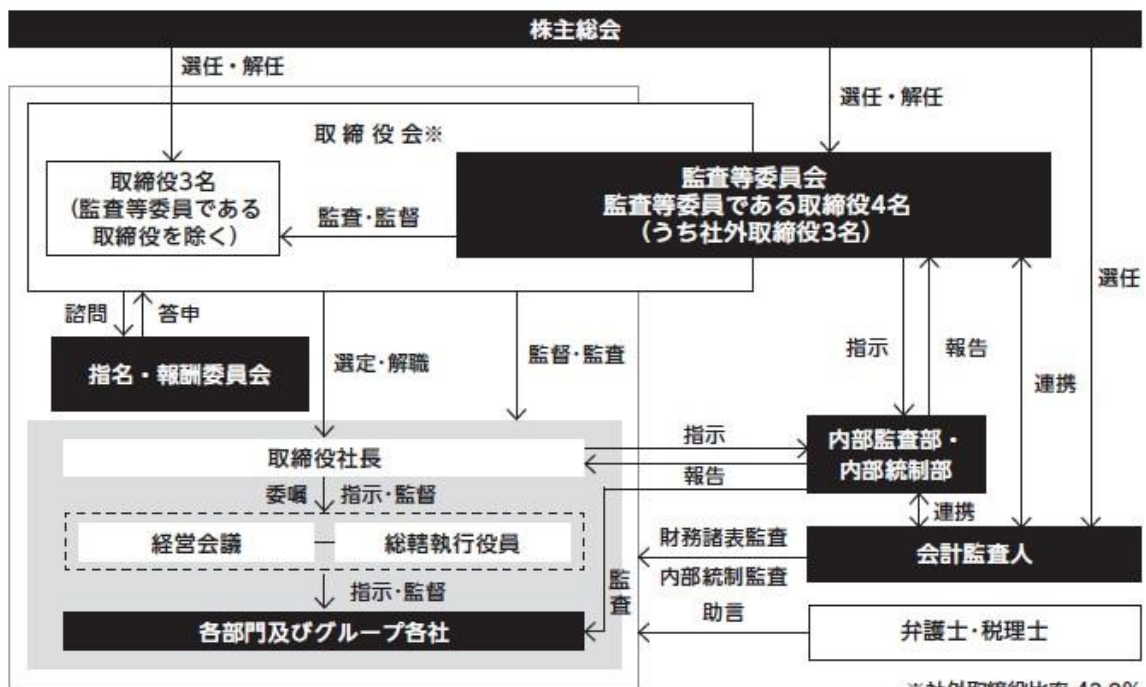 株主総会
選任・解任
選任・解任
取締役会※
取締役3名
(監査等委員である
取締役を除く)
監査・監督
監査等委員会
監査等委員である取締役4名
(うち社外取締役3名)
選任
諮問
答申
指名・報酬委員会
選定・解職
監督・監査
指示
報告
連携
取締役社長
指示
報告
内部監査部・
内部統制部
委嘱
指示・監督
経営会議
総轄執行役員
連携
財務諸表監査
内部統制監査
会計監査人
指示・監督
監査
各部門及びグループ各社
助言
弁護士・税理士